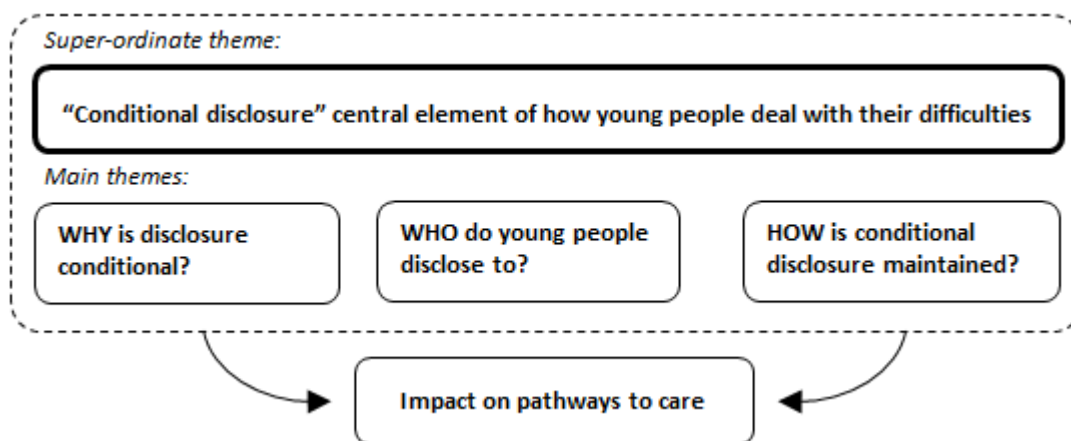 Super-ordinate theme:
“Conditional disclosure” central element of how young people deal with their difficulties
Main themes:
WHY is disclosure
conditional?
WHO do young people
disclose to?
HOW is conditional
disclosure maintained?
Impact on pathways to care